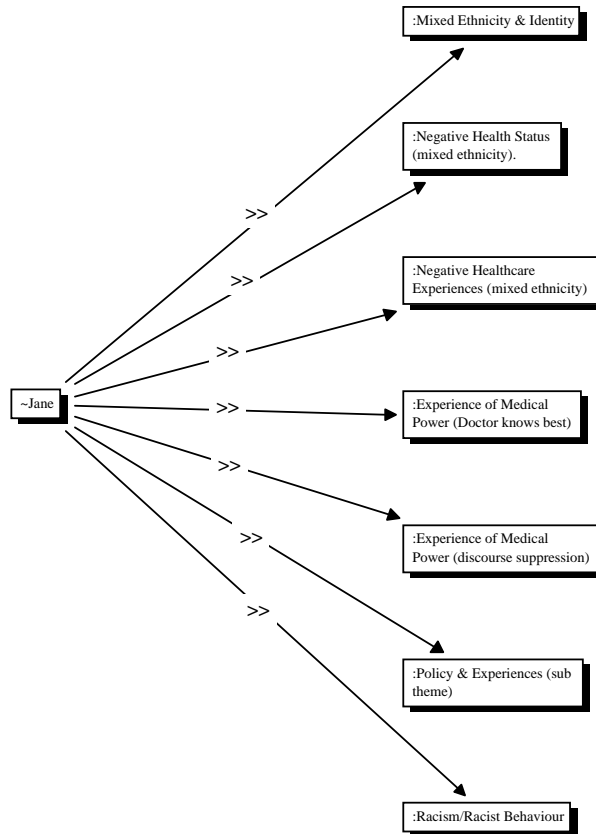 :Mixed Ethnicity & Identity
:Negative Health Status
(mixed ethnicity).
>>
>>
:Negative Healthcare
Experiences (mixed ethnicity)
>>
~Jane
>>
:Experience of Medical
Power (Doctor knows best)
>>
>>
:Experience of Medical
Power (discourse suppression)
>>
:Policy & Experiences (sub
theme)
:Racism/Racist Behaviour